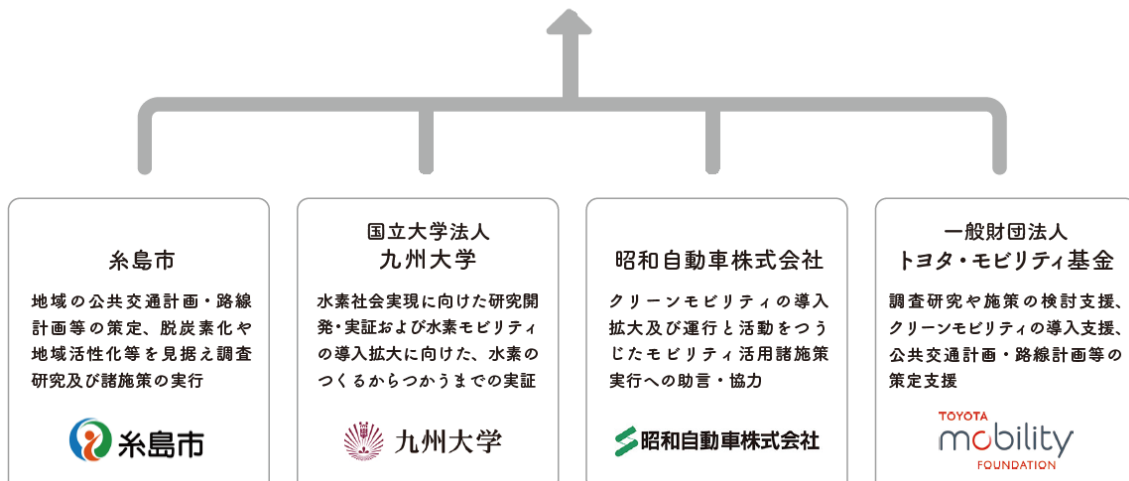 糸島市
地域の公共交通計画・路線
計画等の策定、脱炭素化や
地域活性化等を見据え調査
研究及び諸施策の実行
糸島市
国立大学法人
九州大学
水素社会実現に向けた研究開
発・実証および水素モビリティ
の導入拡大に向けた、水素の
つくるからつかうまでの実証
九州大学
昭和自動車株式会社
クリーンモビリティの導入
拡大及び運行と活動をつう
じたモビリティ活用諸施策
実行への助言・協力
昭和自動車株式会社
一般財団法人
トヨタ・モビリティ基金
調査研究や施策の検討支援、
クリーンモビリティの導入支援、
公共交通計画・路線計画等の
策定支援
TOYOTA
mobility
FOUNDATION